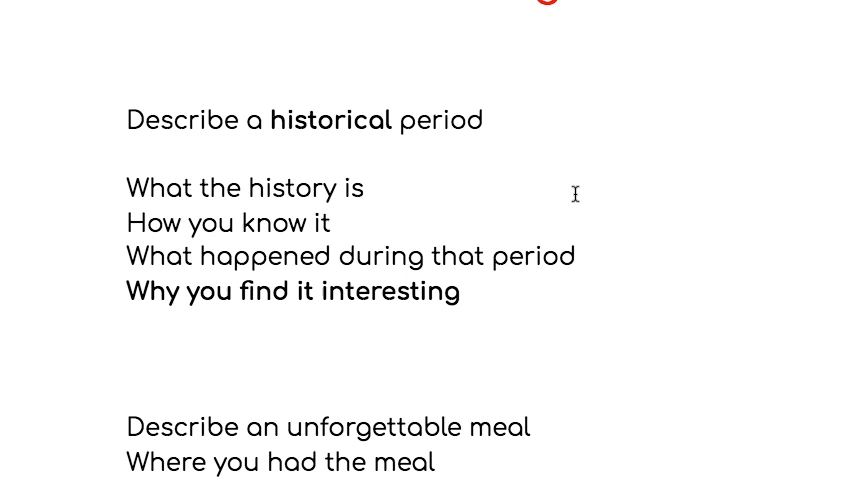 Describe a historical period
What the history is
How you know it
What happened during that period
Why you find it interesting
Describe an unforgettable meal
Where you had the meal